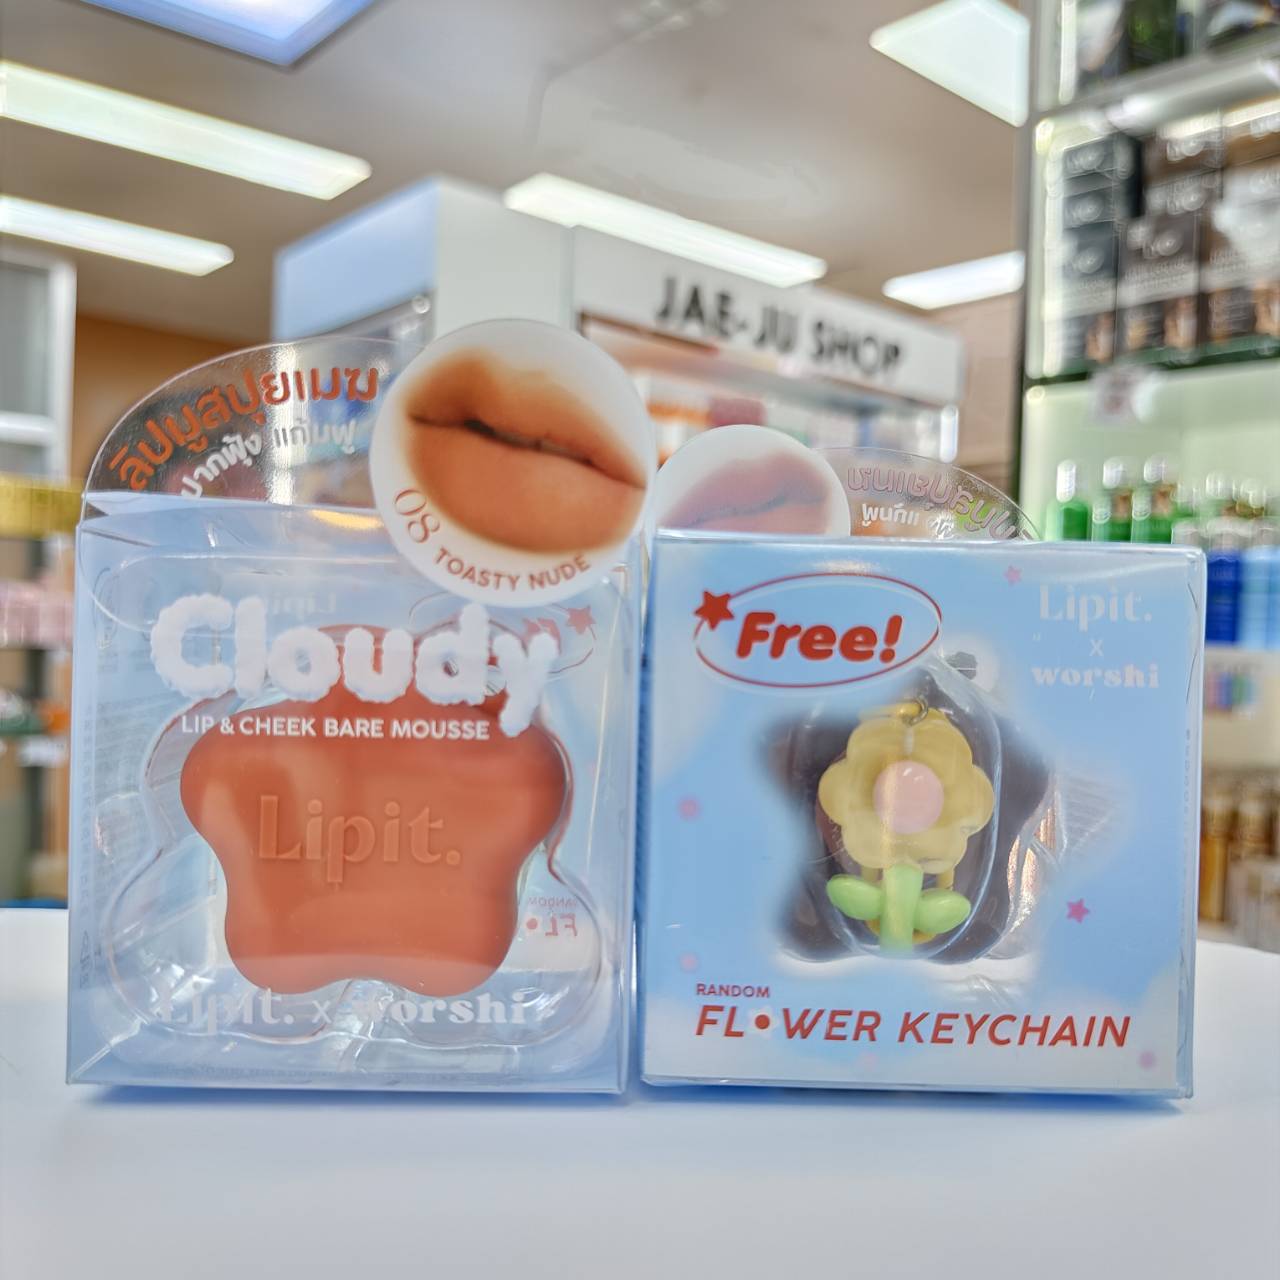 JAE-JU SHOP
ลิปมูสปุยเมฆ
ปากฟุ้ง แก้มฟู
08 TOASTY NUDE
Cloudy
LIP & CHEEK BARE MOUSSE
Lipit.
Lipit. x worshi
Free!
Lipit.
x
worshi
RANDOM
FL•WER KEYCHAIN